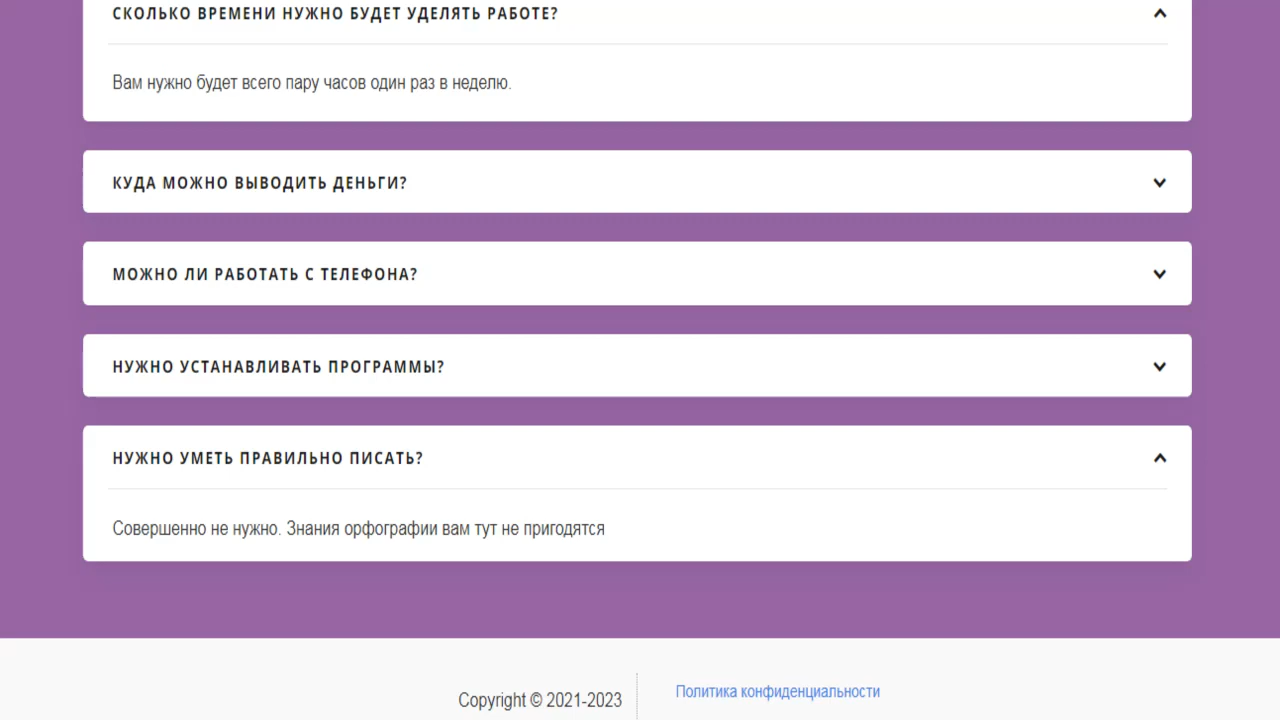 СКОЛЬКО ВРЕМЕНИ НУЖНО БУДЕТ УДЕЛЯТЬ РАБОТЕ?
Вам нужно будет всего пару часов один раз в неделю.
КУДА МОЖНО ВЫВОДИТЬ ДЕНЬГИ?
МОЖНО ЛИ РАБОТАТЬ С ТЕЛЕФОНА?
НУЖНО УСТАНАВЛИВАТЬ ПРОГРАММЫ?
НУЖНО УМЕТЬ ПРАВИЛЬНО ПИСАТЬ?
Совершенно не нужно. Знания орфографии вам тут не пригодятся
Copyright © 2021-2023
Политика конфиденциальности